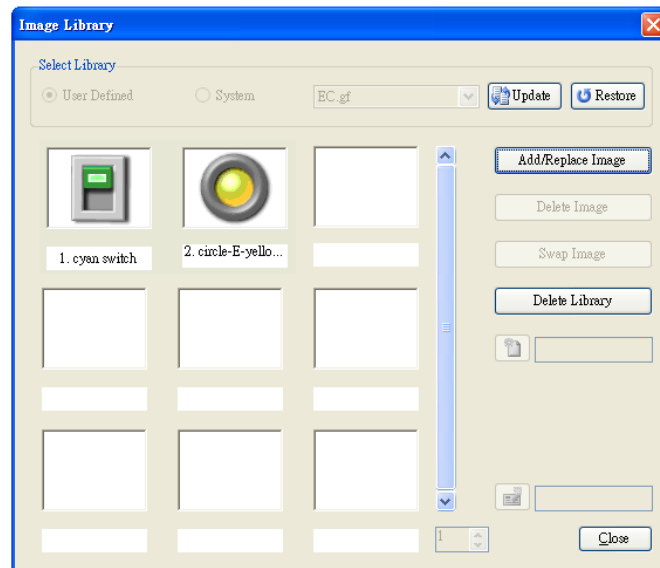 Image Library
Select Library
User Defined
System
EC.gf
Update
Restore
Add/Replace Image
Delete Image
1. cyan switch
2. circle-E-yello...
Swap Image
Delete Library
1
Close